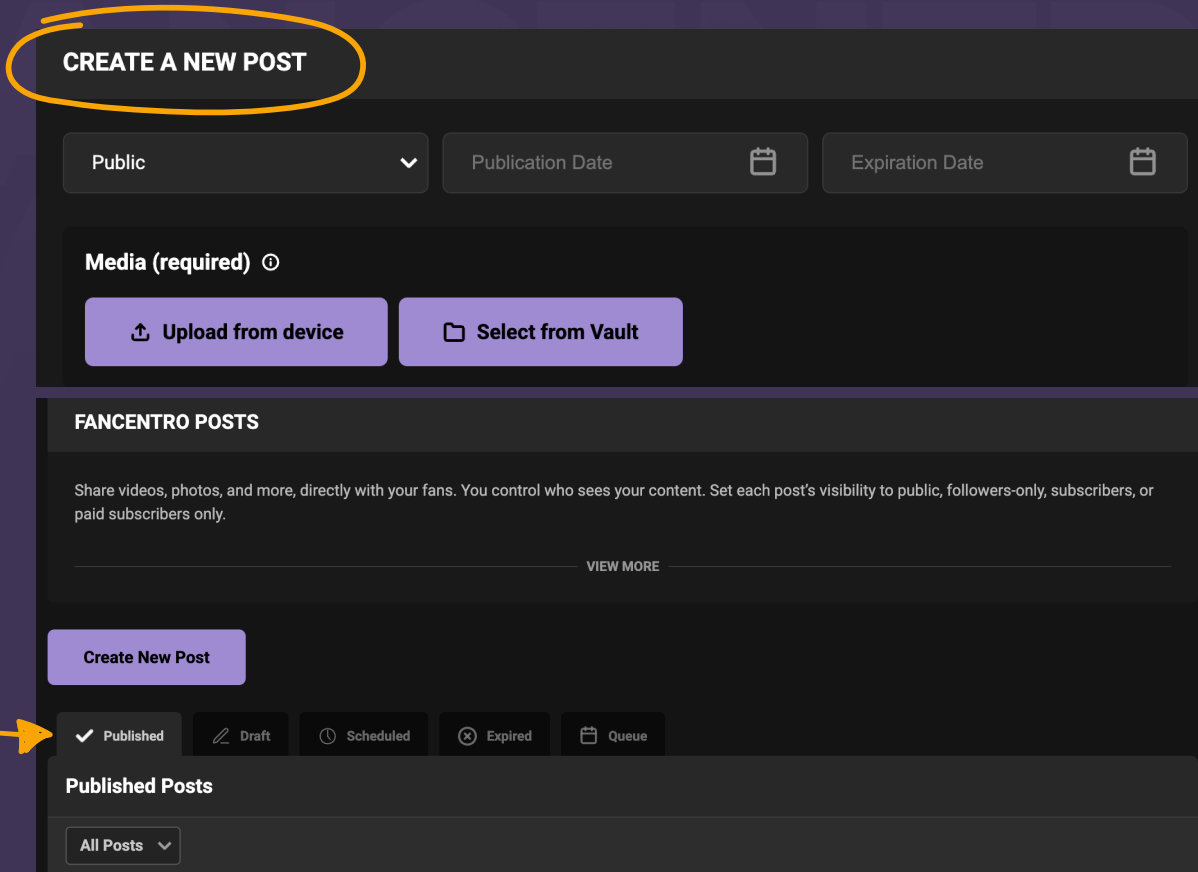 CREATE A NEW POST
Public
Publication Date
Expiration Date
Media (required)
Upload from device
Select from Vault
FANCENTRO POSTS
Share videos, photos, and more, directly with your fans. You control who sees your content. Set each post’s visibility to public, followers-only, subscribers, or
paid subscribers only.
VIEW MORE
Create New Post
Published
Draft
Scheduled
Expired
Queue
Published Posts
All Posts